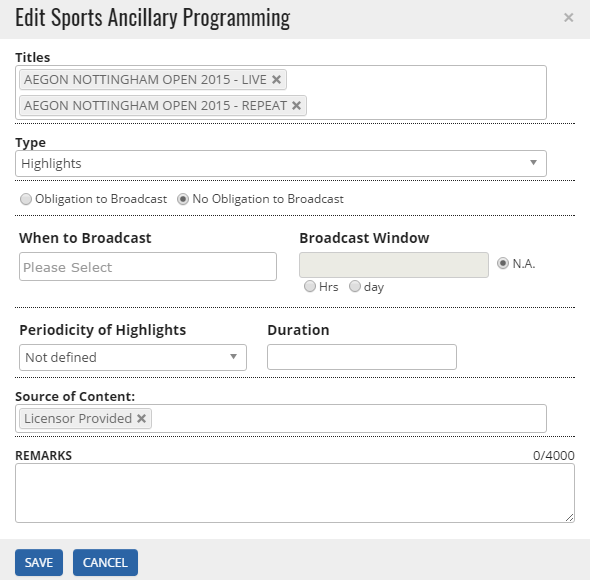 Edit Sports Ancillary Programming ×
Titles
AEGON NOTTINGHAM OPEN 2015 - LIVE ✖
AEGON NOTTINGHAM OPEN 2015 - REPEAT ✖
Type
Highlights
Obligation to Broadcast No Obligation to Broadcast
When to Broadcast Broadcast Window
Please Select N.A.
Hrs day
Periodicity of Highlights Duration
Not defined
Source of Content:
Licensor Provided ✖
REMARKS 0/4000
SAVE CANCEL